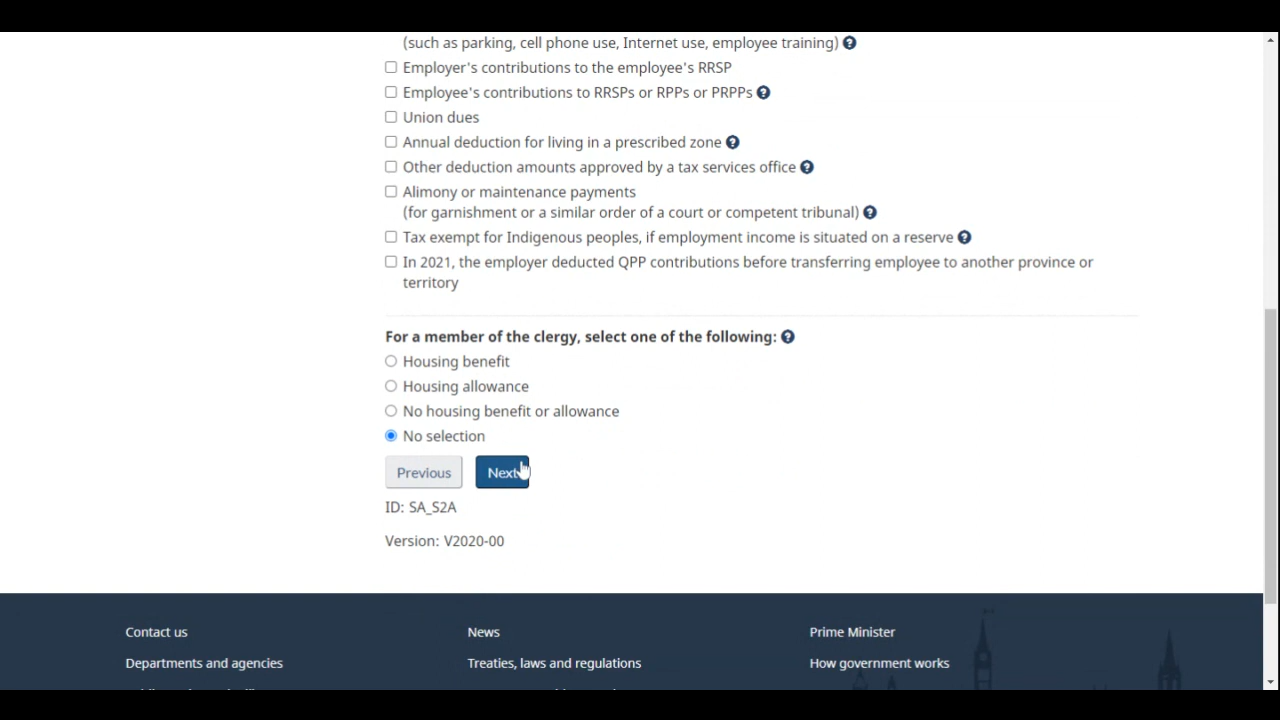 (such as parking, cell phone use, Internet use, employee training)
Employer's contributions to the employee's RRSP
Employee's contributions to RRSPs or RPPs or PRPPs
Union dues
Annual deduction for living in a prescribed zone
Other deduction amounts approved by a tax services office
Alimony or maintenance payments
(for garnishment or a similar order of a court or competent tribunal)
Tax exempt for Indigenous peoples, if employment income is situated on a reserve
In 2021, the employer deducted QPP contributions before transferring employee to another province or
territory
For a member of the clergy, select one of the following:
Housing benefit
Housing allowance
No housing benefit or allowance
No selection
Previous Next
ID: SA_S2A
Version: V2020-00
Contact us News Prime Minister
Departments and agencies Treaties, laws and regulations How government works